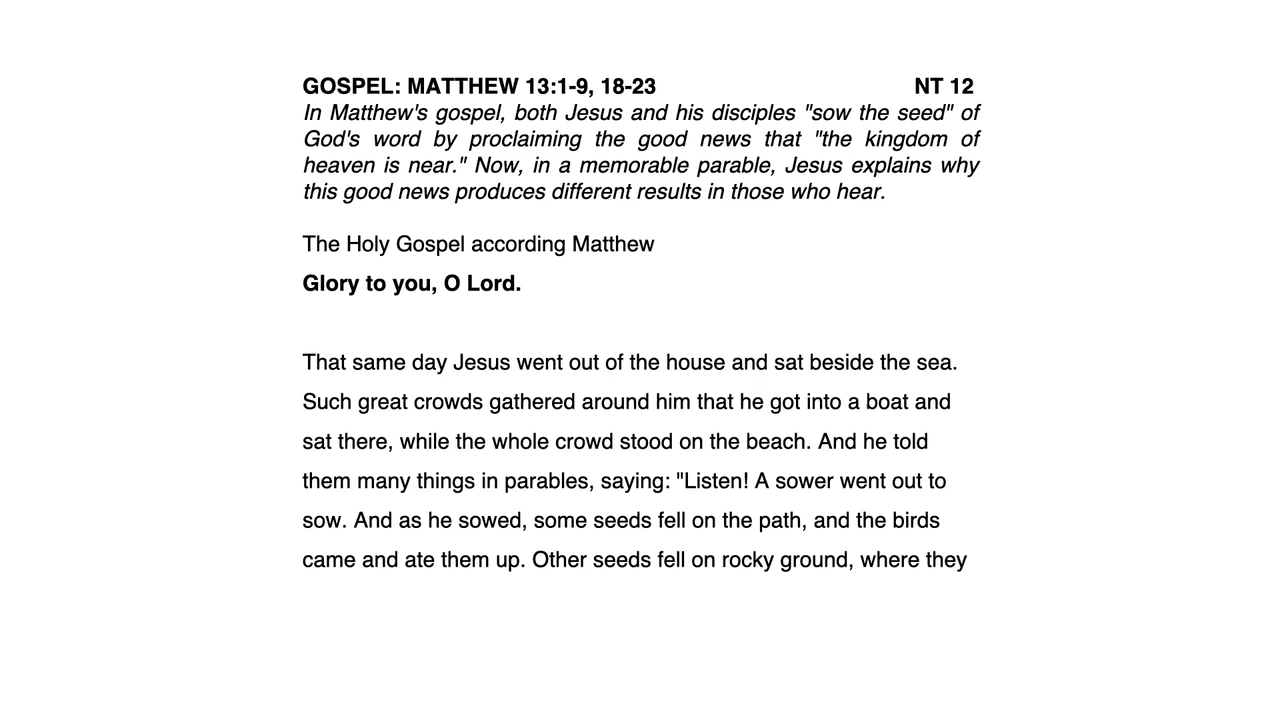 GOSPEL: MATTHEW 13:1-9, 18-23 NT 12
In Matthew's gospel, both Jesus and his disciples "sow the seed" of
God's word by proclaiming the good news that "the kingdom of
heaven is near." Now, in a memorable parable, Jesus explains why
this good news produces different results in those who hear.
The Holy Gospel according Matthew
Glory to you, O Lord.
That same day Jesus went out of the house and sat beside the sea.
Such great crowds gathered around him that he got into a boat and
sat there, while the whole crowd stood on the beach. And he told
them many things in parables, saying: "Listen! A sower went out to
sow. And as he sowed, some seeds fell on the path, and the birds
came and ate them up. Other seeds fell on rocky ground, where they